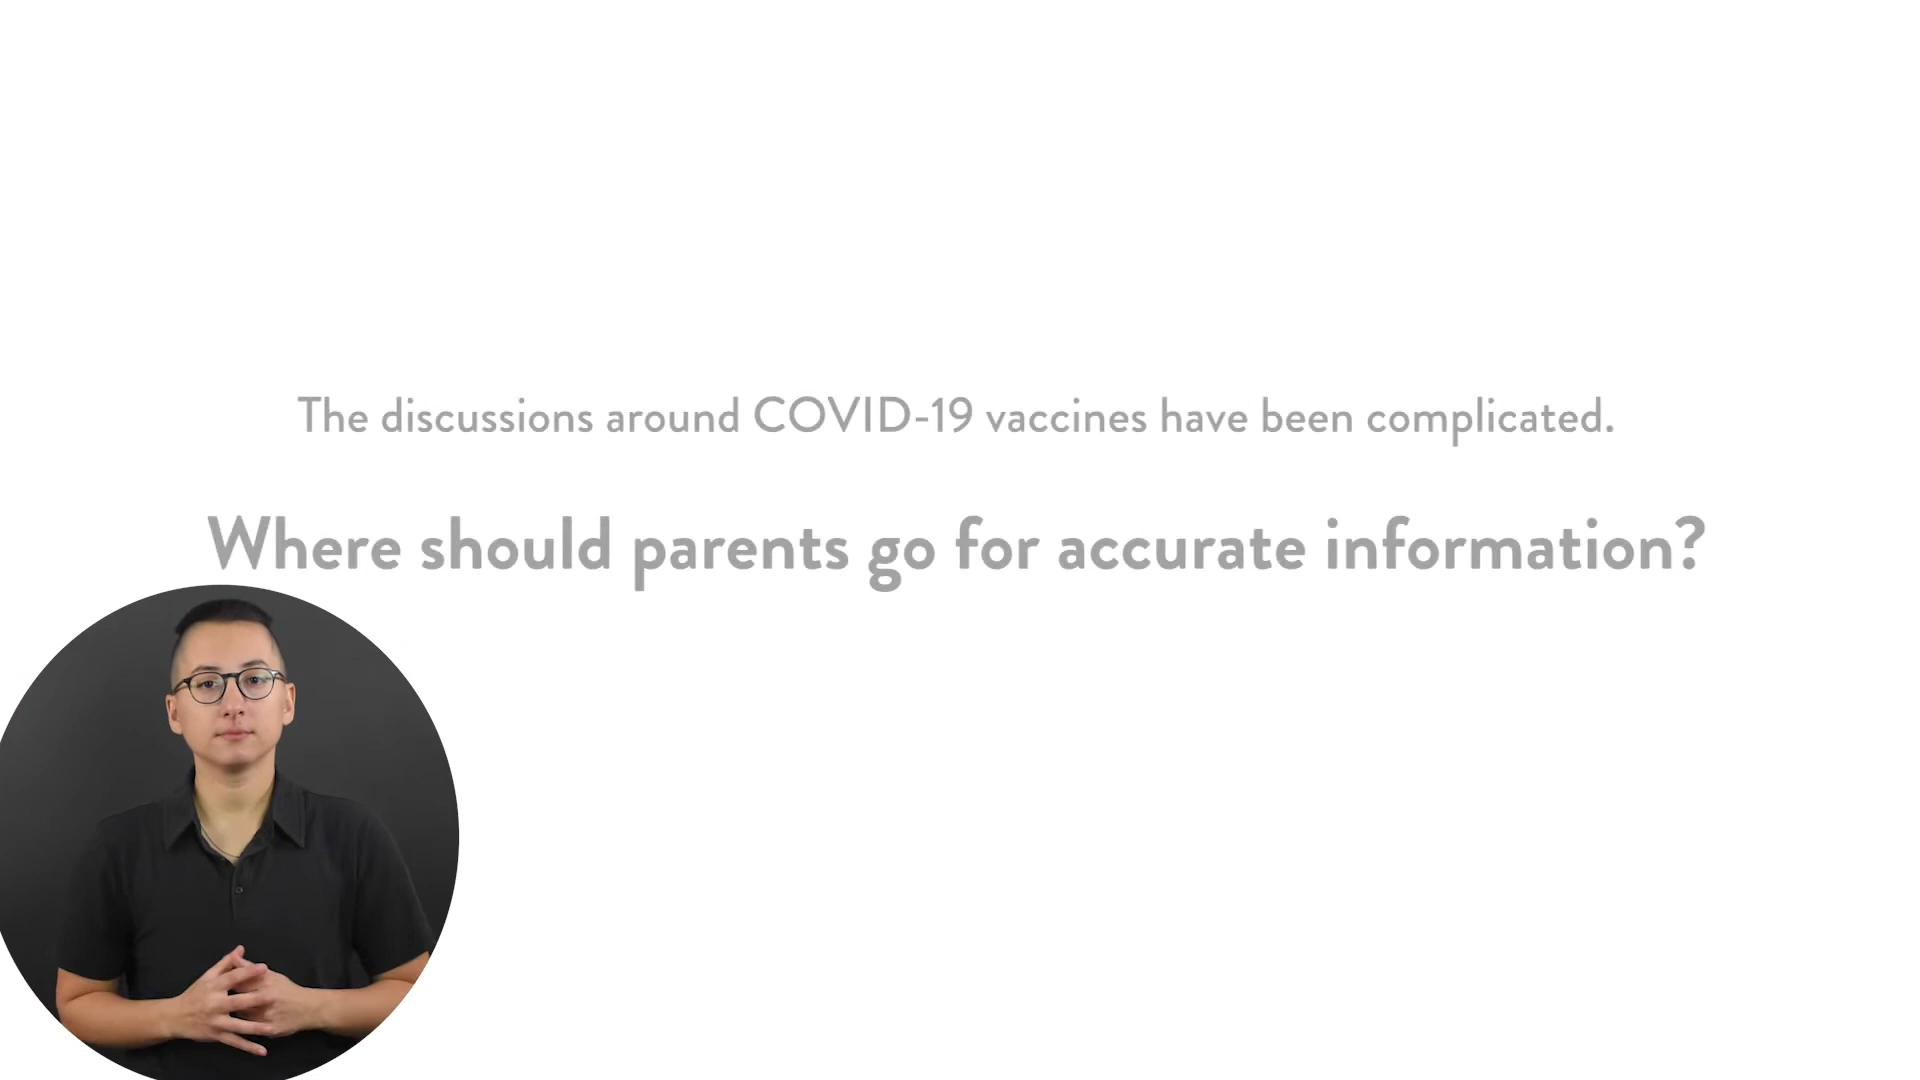 The discussions around COVID-19 vaccines have been complicated.
Where should parents go for accurate information?